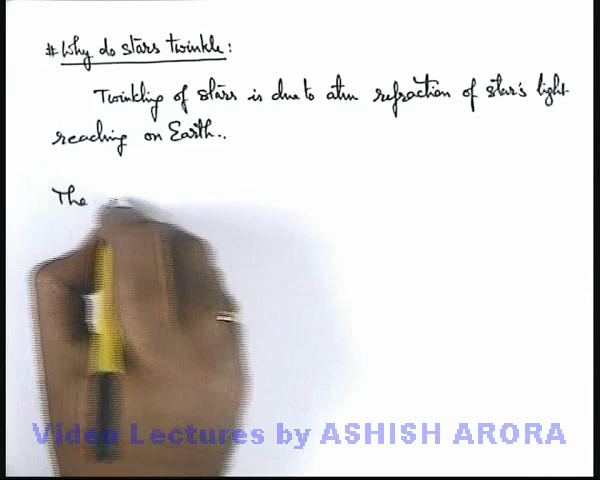 # Why do stars twinkle :
Twinkling of stars is due to atm refraction of star's light
reaching on Earth..
The
Video Lectures by ASHISH ARORA